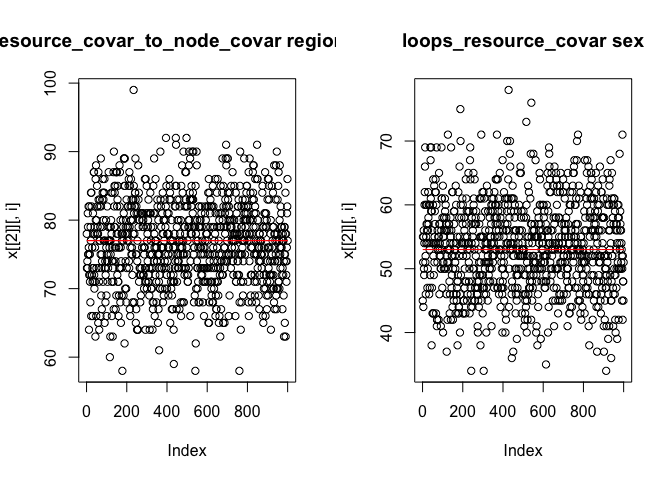 esource_covar_to_node_covar region
x[[2]][, i]
100
90
80
70
60
0 200 400 600 800
Index
loops_resource_covar sex
x[[2]][, i]
70
60
50
40
0 200 400 600 800
Index